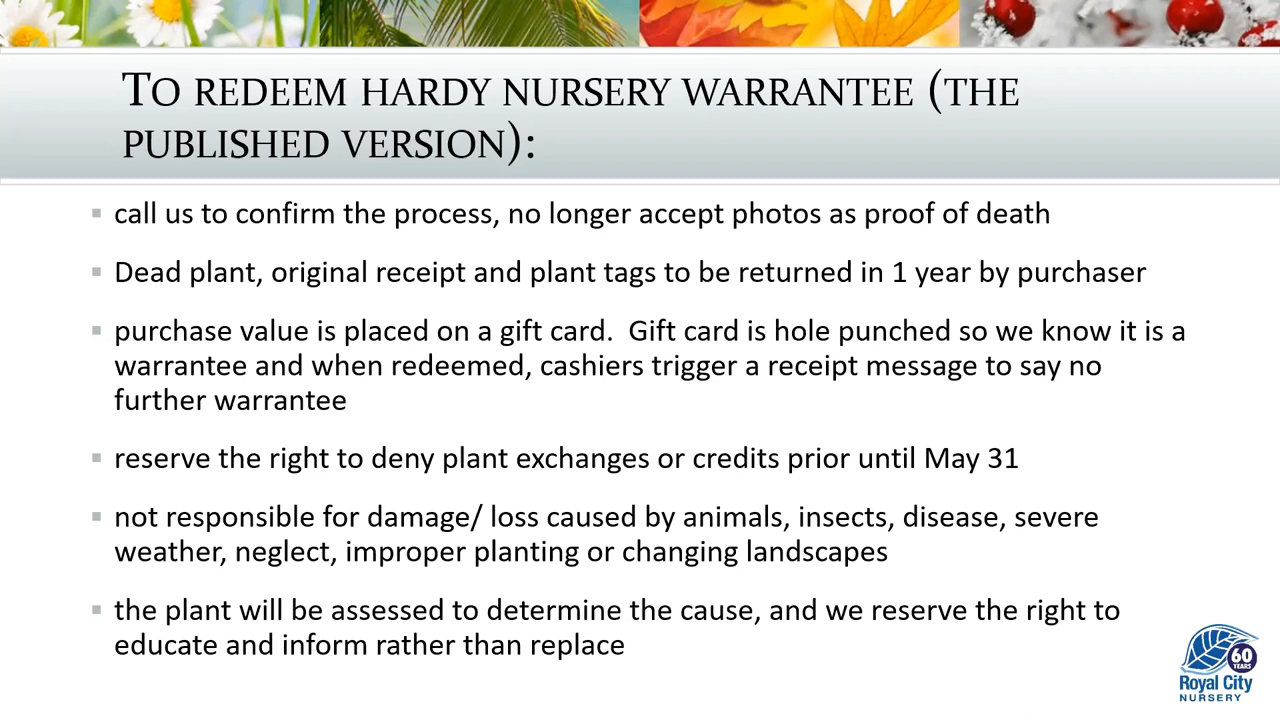 TO REDEEM HARDY NURSERY WARRANTEE (THE
PUBLISHED VERSION):
call us to confirm the process, no longer accept photos as proof of death
Dead plant, original receipt and plant tags to be returned in 1 year by purchaser
purchase value is placed on a gift card.  Gift card is hole punched so we know it is a
warrantee and when redeemed, cashiers trigger a receipt message to say no
further warrantee
reserve the right to deny plant exchanges or credits prior until May 31
not responsible for damage/ loss caused by animals, insects, disease, severe
weather, neglect, improper planting or changing landscapes
the plant will be assessed to determine the cause, and we reserve the right to
educate and inform rather than replace
60
YEARS
Royal City
NURSERY